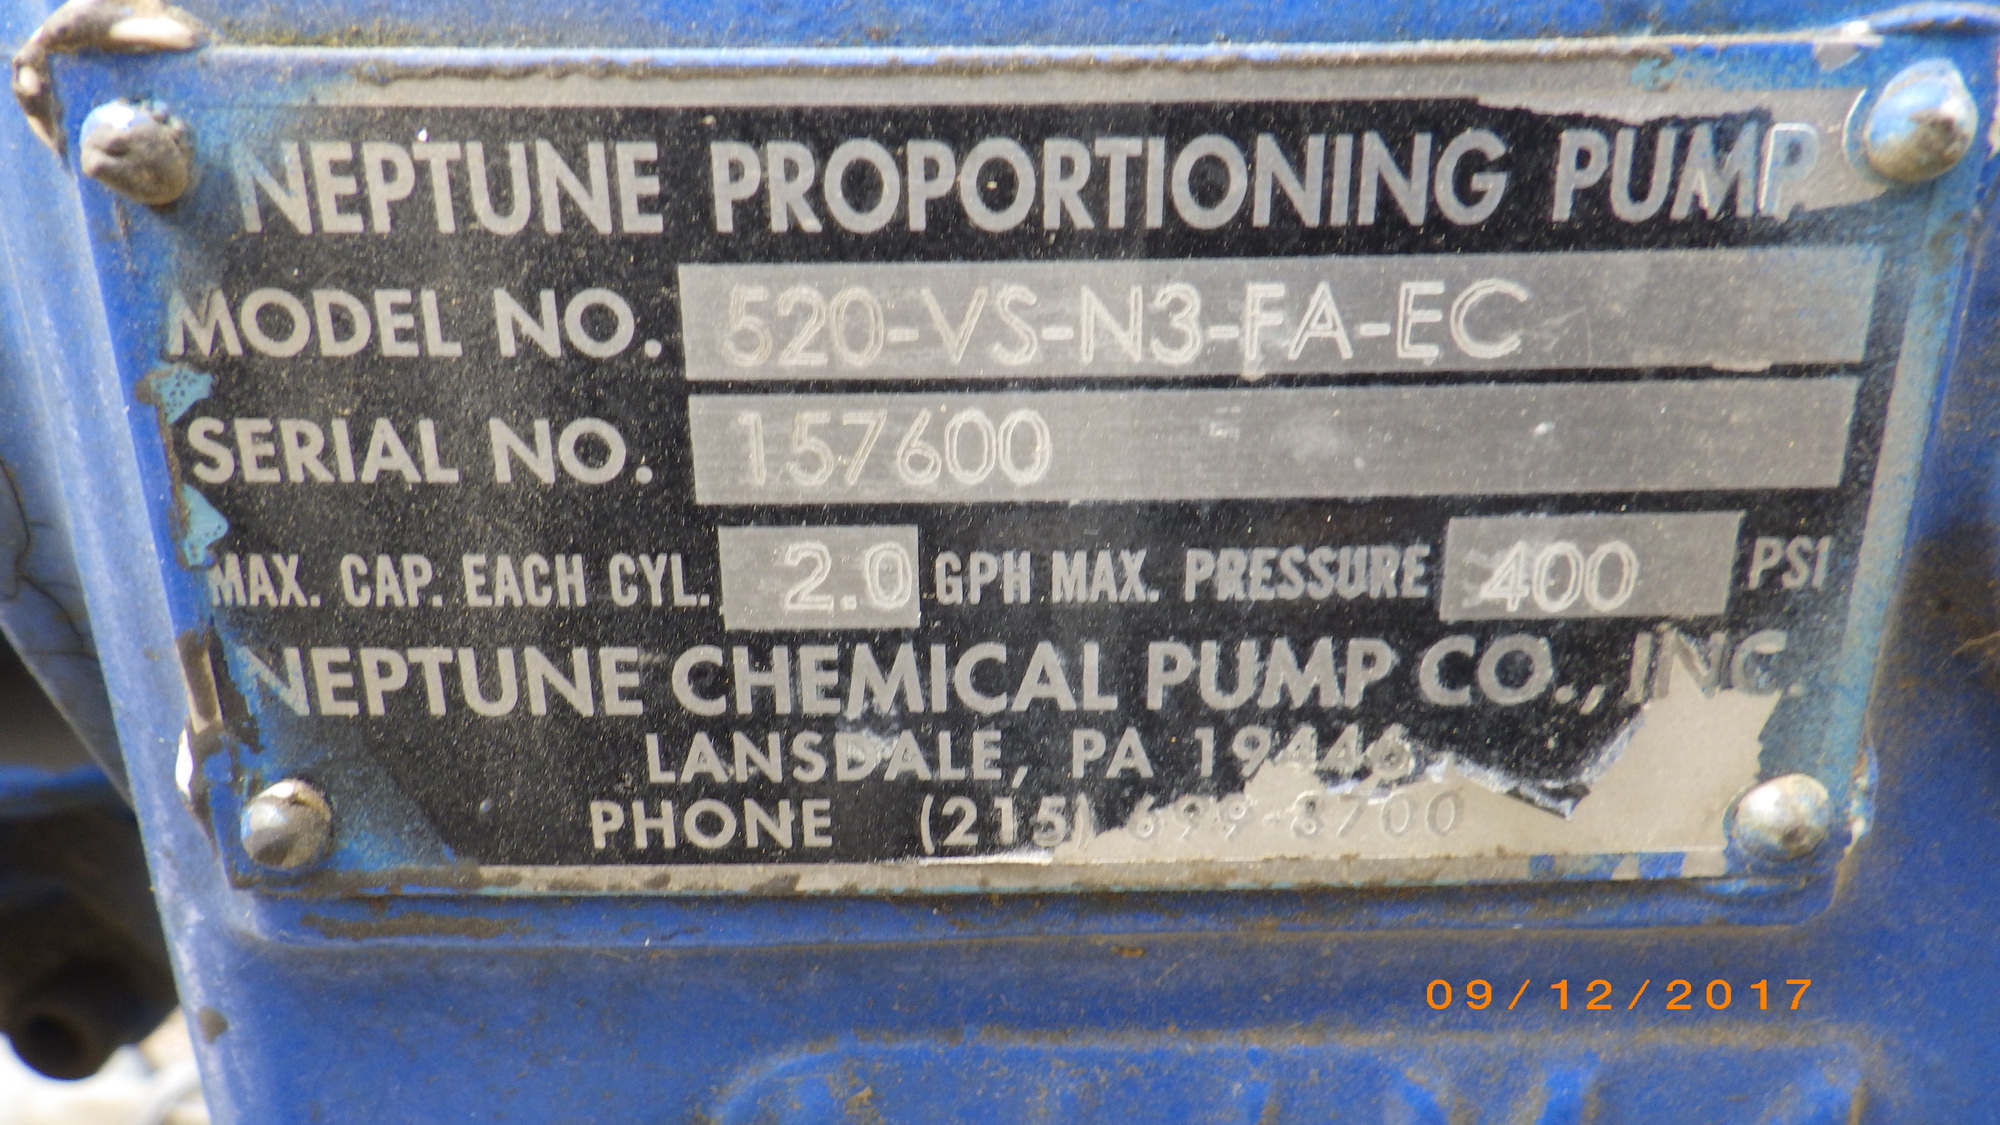 NEPTUNE PROPORTIONING PUMP
MODEL NO. 520-VS-N3-FA-EC
SERIAL NO. 157600
MAX. CAP. EACH CYL. 2.0 GPH MAX. PRESSURE 400 PSI
NEPTUNE CHEMICAL PUMP CO., INC.
LANSDALE, PA 19446
PHONE (215) 699-8700
09/12/2017